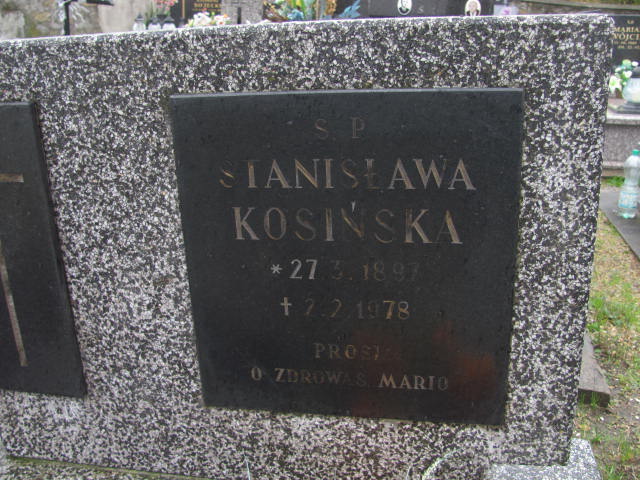 Ś. P.
STANISŁAWA
KOSIŃSKA
*27.3.1897
✝2.2.1978
PROSI
O ZDROWAŚ MARIO